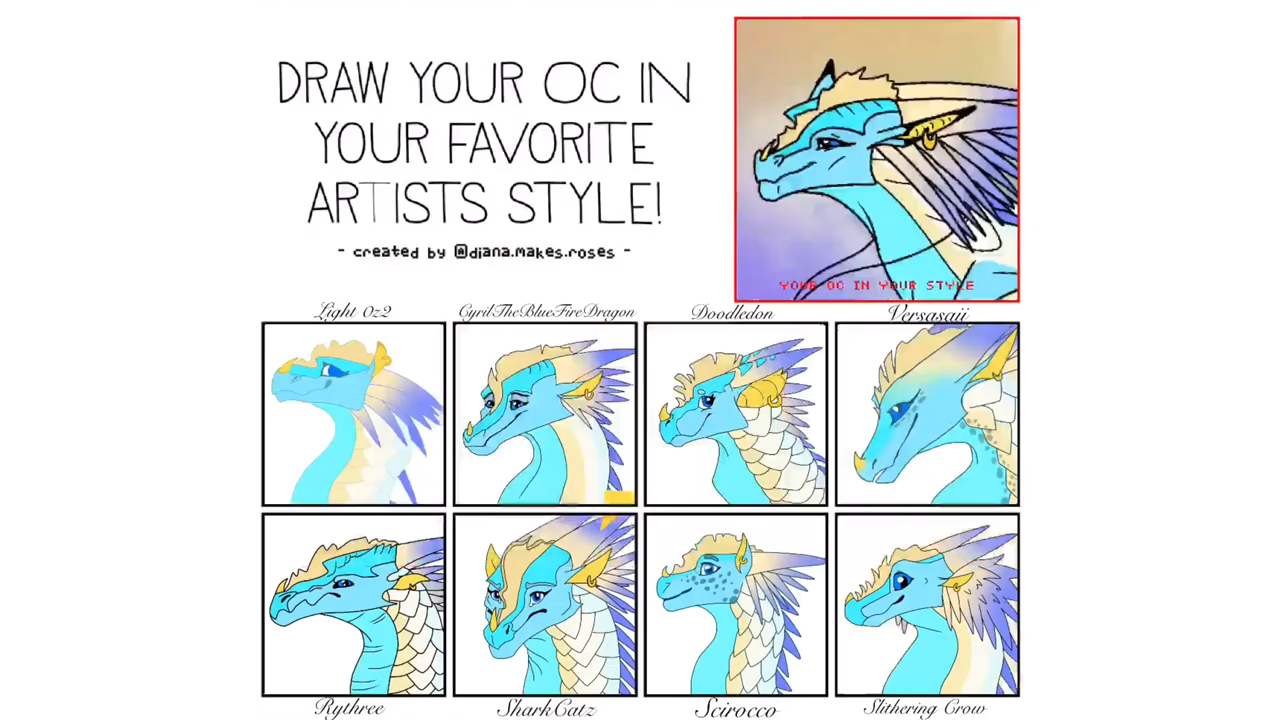 DRAW YOUR OC IN
YOUR FAVORITE
ARTISTS STYLE!
- created by @diana.makes.roses -
YOUR OC IN YOUR STYLE
Light 0z2
CyrilTheBlueFireDragon
Doodledon
Versasaii
Rythree
SharkCatz
Scirocco
Slithering Crow